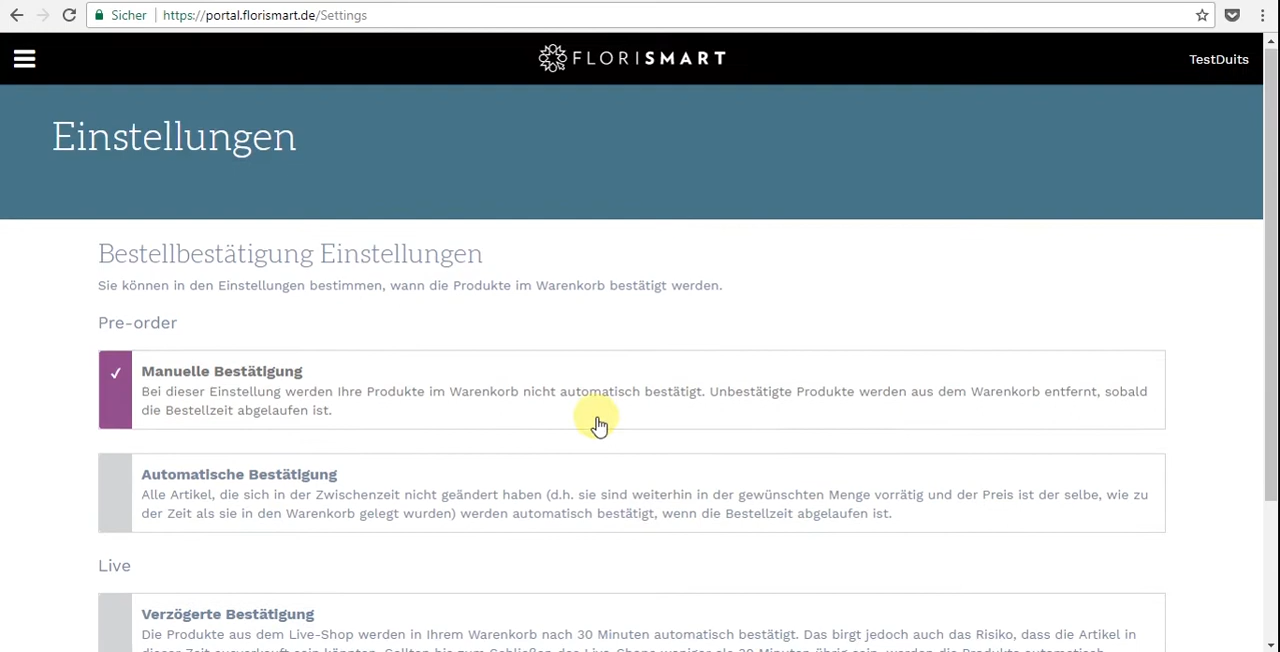 Sicher https://portal.florismart.de/Settings
FLORISMART TestDuits
Einstellungen
Bestellbestätigung Einstellungen
Sie können in den Einstellungen bestimmen, wann die Produkte im Warenkorb bestätigt werden.
Pre-order
Manuelle Bestätigung
Bei dieser Einstellung werden Ihre Produkte im Warenkorb nicht automatisch bestätigt. Unbestätigte Produkte werden aus dem Warenkorb entfernt, sobald
die Bestellzeit abgelaufen ist.
Automatische Bestätigung
Alle Artikel, die sich in der Zwischenzeit nicht geändert haben (d.h. sie sind weiterhin in der gewünschten Menge vorrätig und der Preis ist der selbe, wie zu
der Zeit als sie in den Warenkorb gelegt wurden) werden automatisch bestätigt, wenn die Bestellzeit abgelaufen ist.
Live
Verzögerte Bestätigung
Die Produkte aus dem Live-Shop werden in Ihrem Warenkorb nach 30 Minuten automatisch bestätigt. Das birgt jedoch auch das Risiko, dass die Artikel in